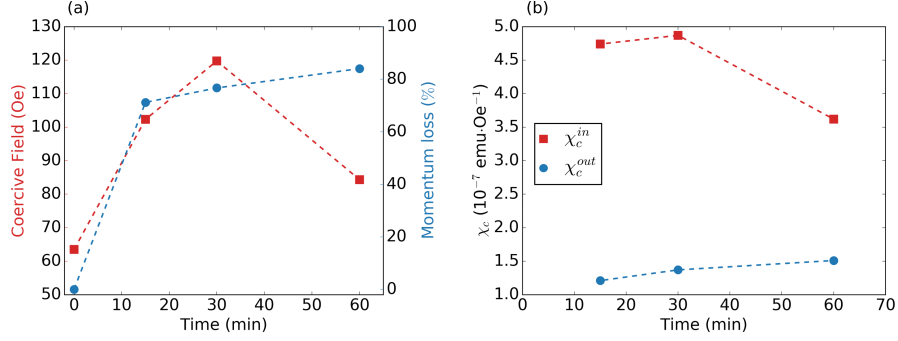 (a)
130
120
110
100
90
80
70
60
50
Coercive Field (Oe)
0 10 20 30 40 50 60
Time (min)
100
80
60
40
20
0
Momentum loss (%)
(b)
5.0
4.5
4.0
3.5
3.0
2.5
2.0
1.5
1.0
χ_c (10^{-7} emu·Oe^{-1})
χ_c^{in}
χ_c^{out}
0 10 20 30 40 50 60 70
Time (min)